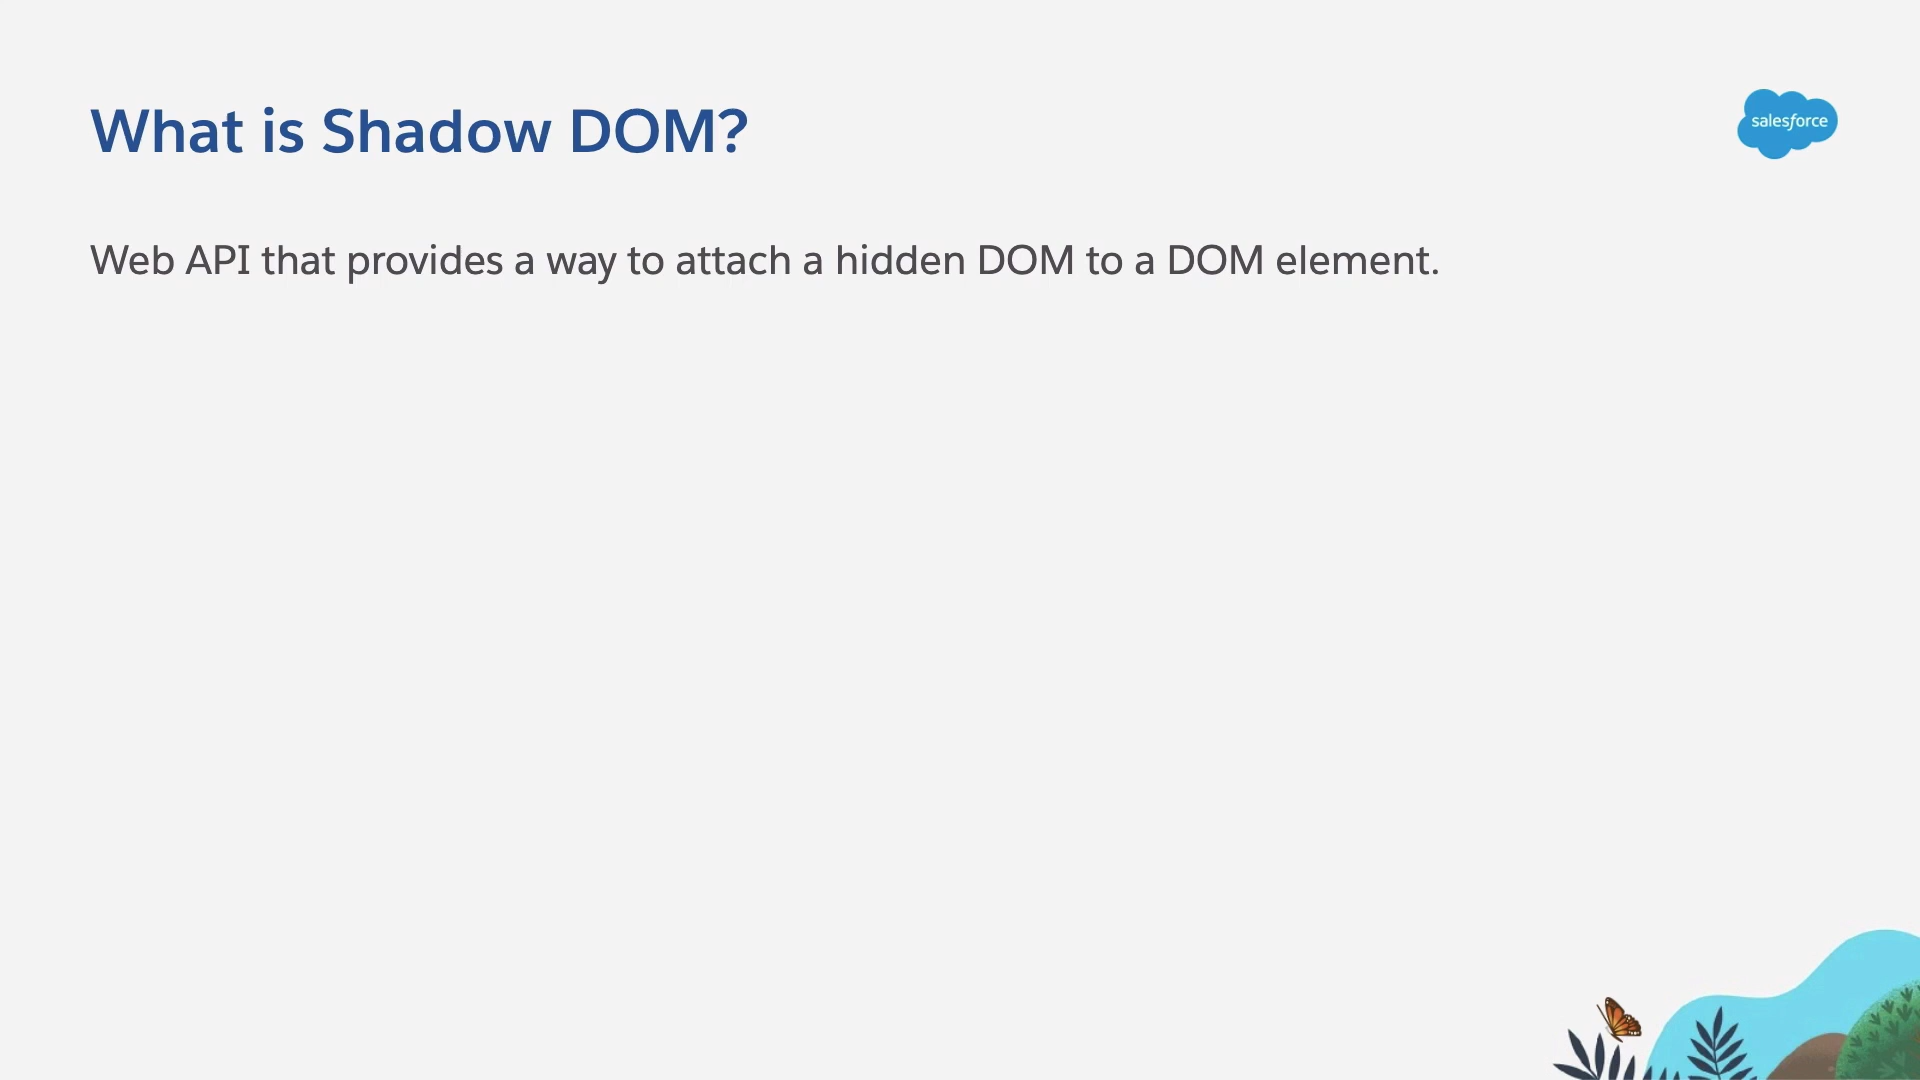 What is Shadow DOM?
salesforce
Web API that provides a way to attach a hidden DOM to a DOM element.